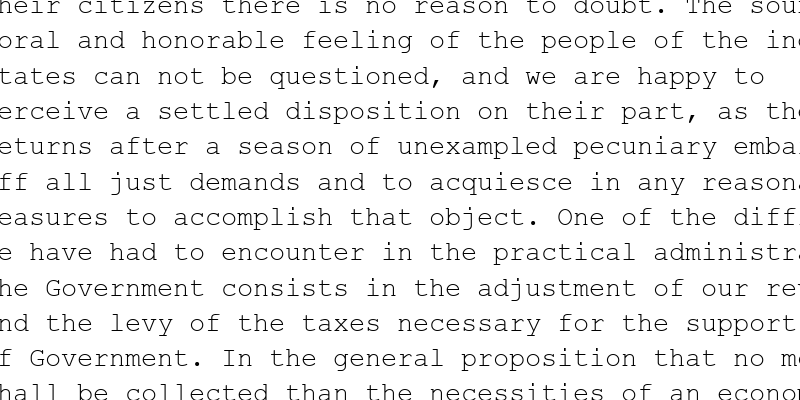 heir citizens there is no reason to doubt. The sou
oral and honorable feeling of the people of the in
tates can not be questioned, and we are happy to
erceive a settled disposition on their part, as th
eturns after a season of unexampled pecuniary emba
ff all just demands and to acquiesce in any reason
easures to accomplish that object. One of the diff
e have had to encounter in the practical administr
he Government consists in the adjustment of our re
nd the levy of the taxes necessary for the support
f Government. In the general proposition that no m
hall be collected than the necessities of an econo